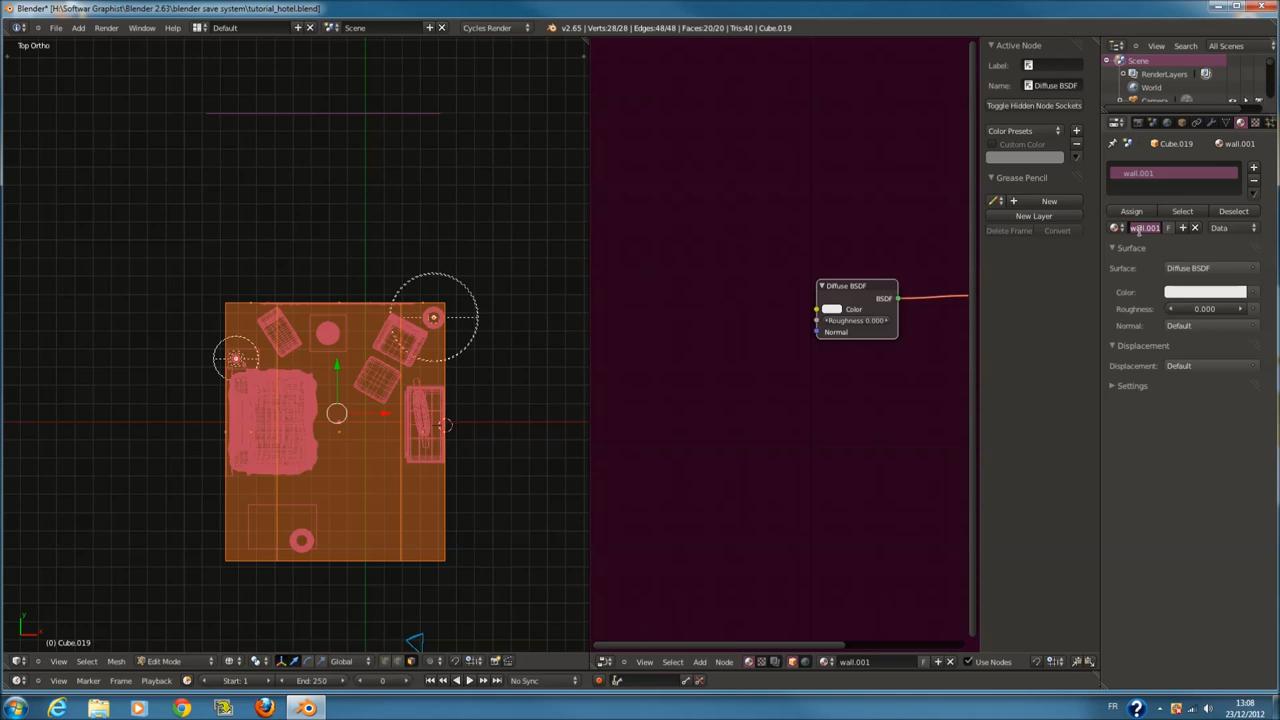 Blender* [H:\Softwar Graphist\Blender 2.63\blender save system\tutorial_hotel.blend]
File Add Render Window Help Default Scene Cycles Render v2.65 | Verts:28/28 | Edges:48/48 | Faces:20/20 | Tris:40 | Cube.019
Top Ortho
Active Node
Label:
Name: Diffuse BSDF
Toggle Hidden Node Sockets
Color Presets
Custom Color
Grease Pencil
New
New Layer
Delete Frame Convert
View Search All Scenes
Scene
RenderLayers
World
Camera
Cube.019 wall.001
wall.001
Assign Select Deselect
wall.001 F Data
Surface
Surface: Diffuse BSDF
Color:
Roughness: 0.000
Normal: Default
Displacement
Displacement: Default
Settings
Diffuse BSDF
BSDF
Color
Roughness 0.000
Normal
y
x
(0) Cube.019
View Select Mesh Edit Mode Global
View Select Add Node wall.001 F Use Nodes
View Marker Frame Playback Start: 1 End: 250 0 No Sync
FR 13:08
23/12/2012